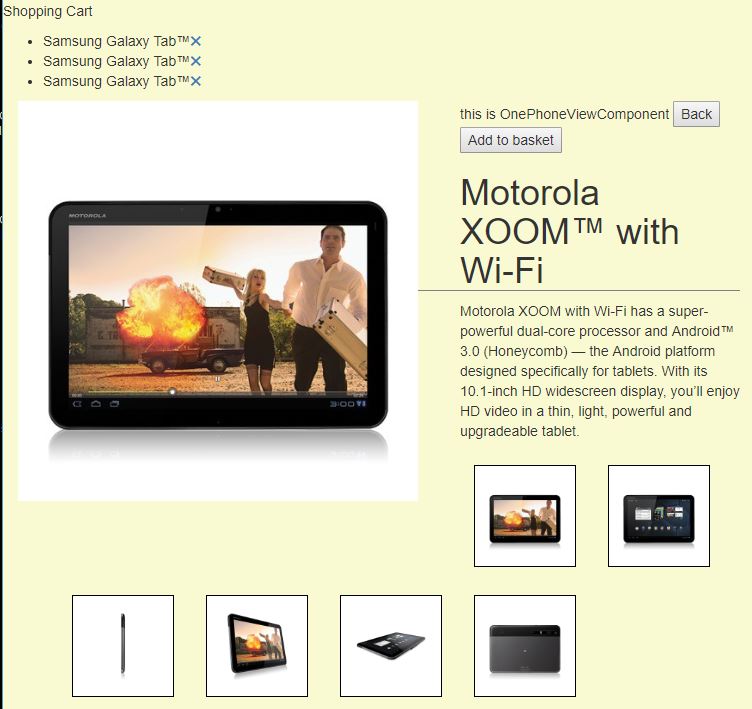 Shopping Cart
Samsung Galaxy Tab™✕
Samsung Galaxy Tab™✕
Samsung Galaxy Tab™✕
this is OnePhoneViewComponent Back
Add to basket
MOTOROLA
Motorola
XOOM™ with
Wi-Fi
Motorola XOOM with Wi-Fi has a super-
powerful dual-core processor and Android™
3.0 (Honeycomb) — the Android platform
designed specifically for tablets. With its
10.1-inch HD widescreen display, you’ll enjoy
HD video in a thin, light, powerful and
upgradeable tablet.
3:00